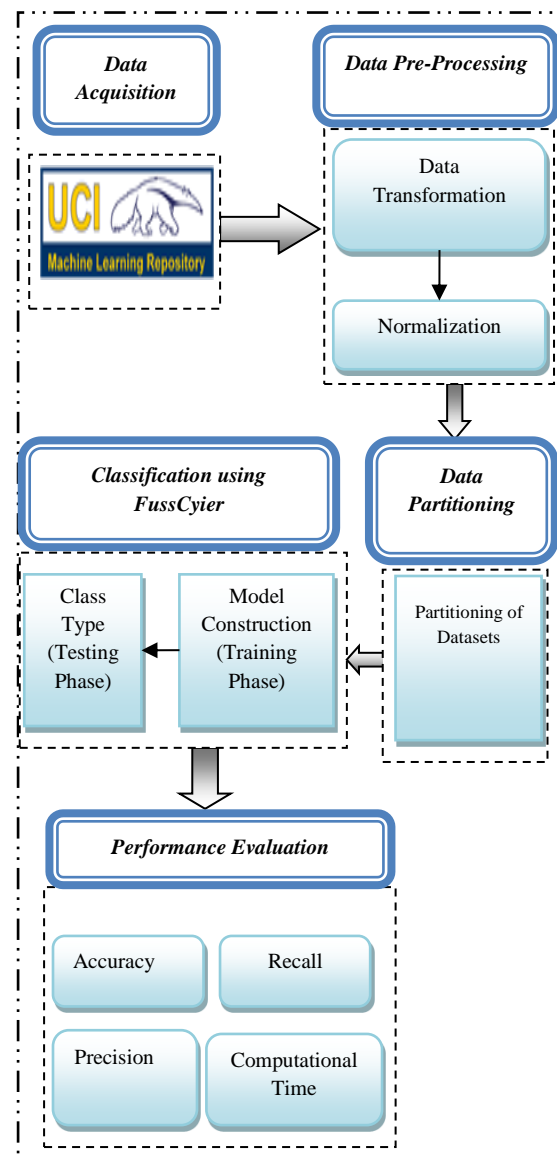 Data
Acquisition
Data Pre-Processing
UCI
Machine Learning Repository
Data
Transformation
Normalization
Classification using
FussCyier
Data
Partitioning
Class
Type
(Testing
Phase)
Model
Construction
(Training
Phase)
Partitioning of
Datasets
Performance Evaluation
Accuracy
Recall
Precision
Computational
Time